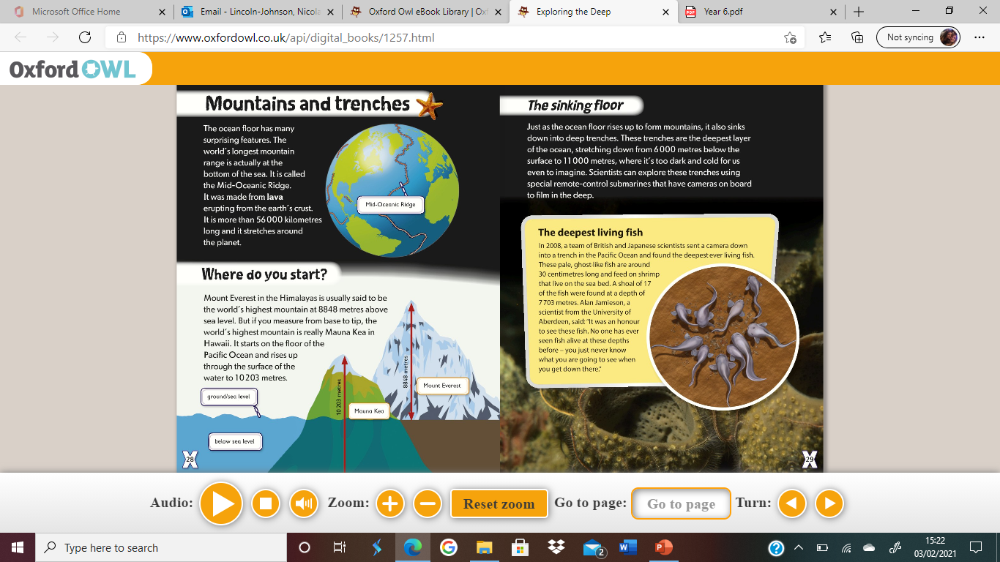 Microsoft Office Home
Email - Lincoln-Johnson, Nicola
Oxford Owl eBook Library | Oxf
Exploring the Deep
Year 6.pdf
https://www.oxfordowl.co.uk/api/digital_books/1257.html
Not syncing
Oxford OWL
Mountains and trenches
The ocean floor has many
surprising features. The
world's longest mountain
range is actually at the
bottom of the sea. It is called
the Mid-Oceanic Ridge.
It was made from lava
erupting from the earth's crust.
It is more than 56 000 kilometres
long and it stretches around
the planet.
Mid-Oceanic Ridge
Where do you start?
Mount Everest in the Himalayas is usually said to be
the world's highest mountain at 8848 metres above
sea level. But if you measure from base to tip, the
world's highest mountain is really Mauna Kea in
Hawaii. It starts on the floor of the
Pacific Ocean and rises up
through the surface of the
water to 10 203 metres.
ground/sea level
below sea level
10 203 metres
Mauna Kea
8848 metres
Mount Everest
28
The sinking floor
Just as the ocean floor rises up to form mountains, it also sinks
down into deep trenches. These trenches are the deepest layer
of the ocean, stretching down from 6 000 metres below the
surface to 11 000 metres, where it's too dark and cold for us
even to imagine. Scientists can explore these trenches using
special remote-control submarines that have cameras on board
to film in the deep.
The deepest living fish
In 2008, a team of British and Japanese scientists sent a camera down
into a trench in the Pacific Ocean and found the deepest ever living fish.
These pale, ghost-like fish are around
30 centimetres long and feed on shrimp
that live on the sea bed. A shoal of 17
of the fish were found at a depth of
7 703 metres. Alan Jamieson, a
scientist from the University of
Aberdeen, said: "It was an honour
to see these fish. No one has ever
seen fish alive at these depths
before – you just never know
what you are going to see when
you get down there."
29
Audio:
Zoom:
Reset zoom
Go to page:
Go to page
Turn:
Type here to search
2
15:22
03/02/2021